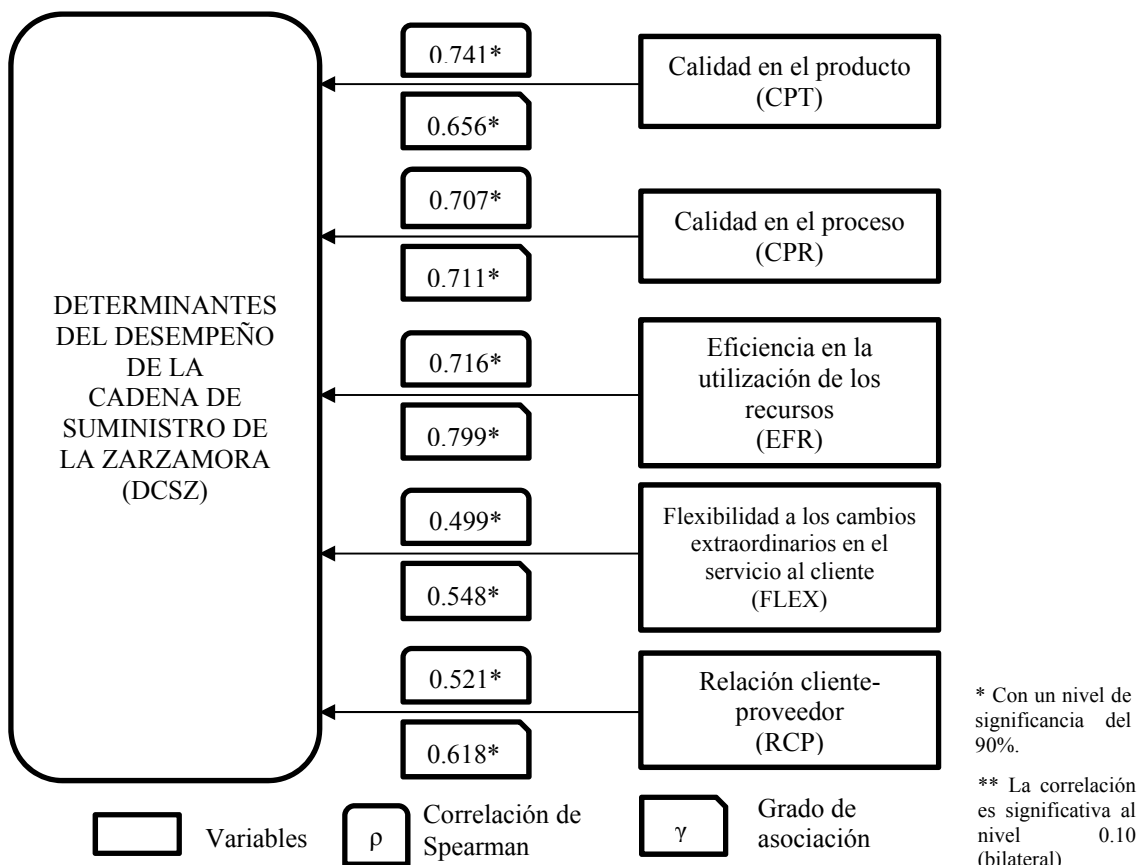 DETERMINANTES
DEL DESEMPEÑO
DE LA
CADENA DE
SUMINISTRO DE
LA ZARZAMORA
(DCSZ)
0.741*
0.656*
Calidad en el producto
(CPT)
0.707*
0.711*
Calidad en el proceso
(CPR)
0.716*
0.799*
Eficiencia en la
utilización de los
recursos
(EFR)
0.499*
0.548*
Flexibilidad a los cambios
extraordinarios en el
servicio al cliente
(FLEX)
0.521*
0.618*
Relación cliente-
proveedor
(RCP)
* Con un nivel de
significancia del
90%.
** La correlación
es significativa al
nivel 0.10
(bilateral)
Variables
ρ
Correlación de
Spearman
γ
Grado de
asociación